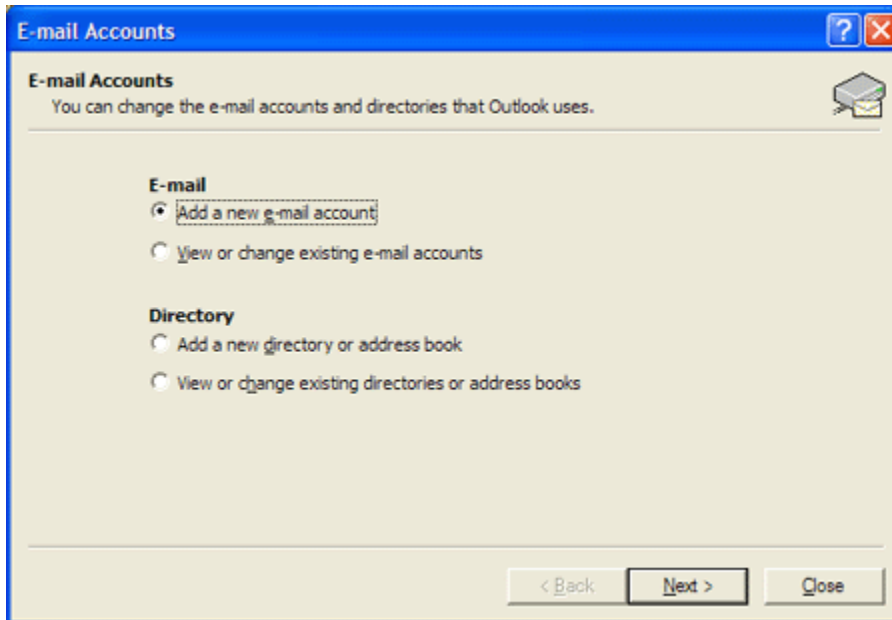 E-mail Accounts
E-mail Accounts
You can change the e-mail accounts and directories that Outlook uses.
E-mail
Add a new e-mail account
View or change existing e-mail accounts
Directory
Add a new directory or address book
View or change existing directories or address books
< Back Next > Close